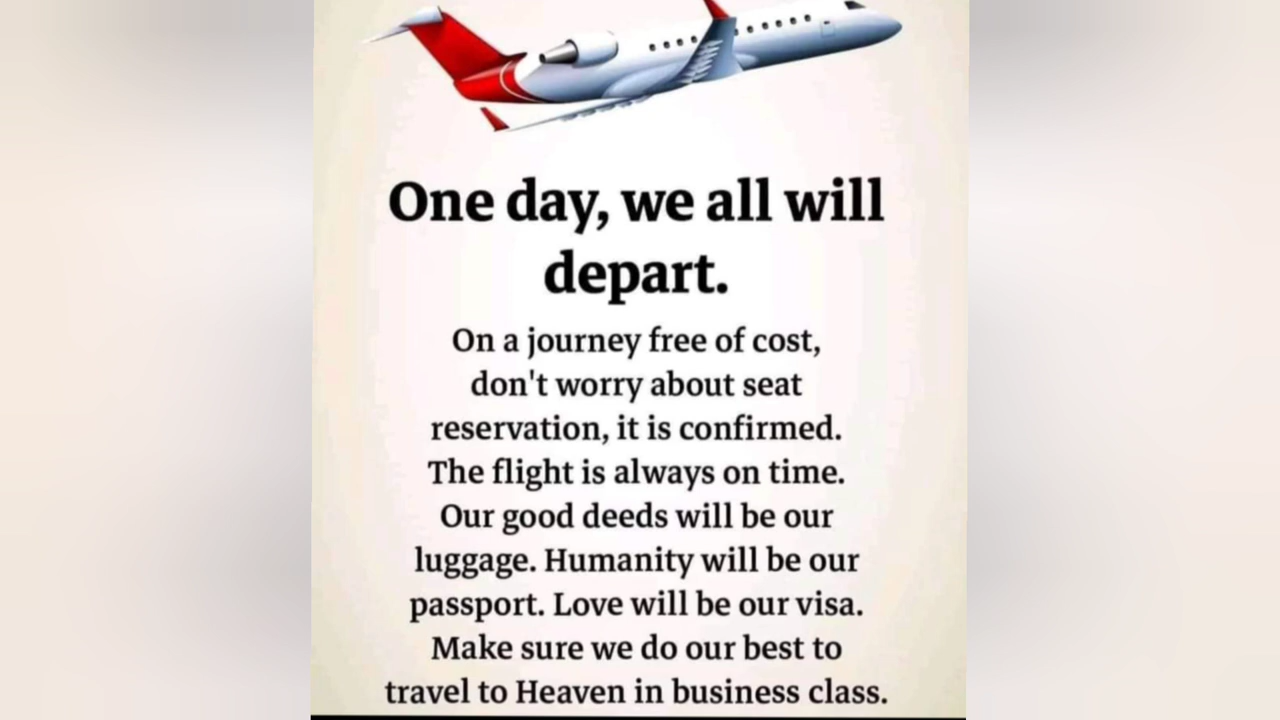 One day, we all will
depart.
On a journey free of cost,
don't worry about seat
reservation, it is confirmed.
The flight is always on time.
Our good deeds will be our
luggage. Humanity will be our
passport. Love will be our visa.
Make sure we do our best to
travel to Heaven in business class.